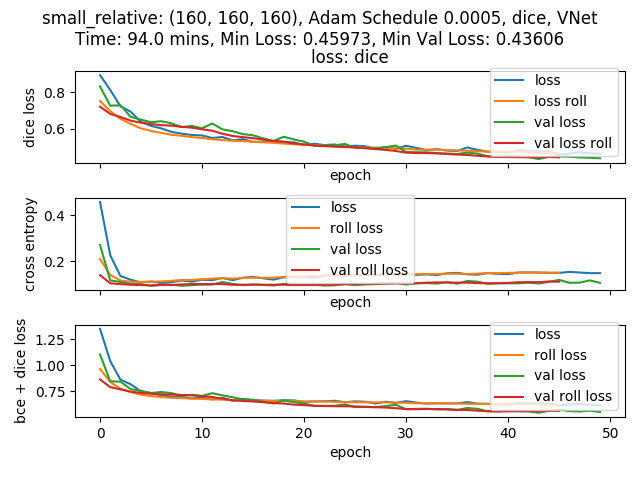 small_relative: (160, 160, 160), Adam Schedule 0.0005, dice, VNet
Time: 94.0 mins, Min Loss: 0.45973, Min Val Loss: 0.43606
loss: dice
dice loss
0.8
0.6
loss
loss roll
val loss
val loss roll
epoch
cross entropy
0.4
0.2
loss
roll loss
val loss
val roll loss
epoch
bce + dice loss
1.25
1.00
0.75
loss
roll loss
val loss
val roll loss
0
10
20
30
40
50
epoch